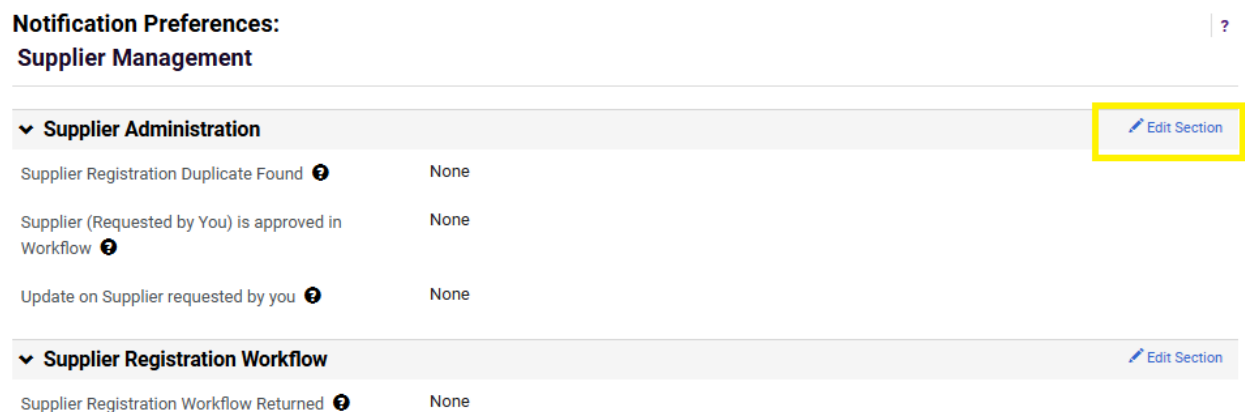 Notification Preferences:
?
Supplier Management
Supplier Administration
Edit Section
Supplier Registration Duplicate Found ?
None
Supplier (Requested by You) is approved in
Workflow ?
None
Update on Supplier requested by you ?
None
Supplier Registration Workflow
Edit Section
Supplier Registration Workflow Returned ?
None